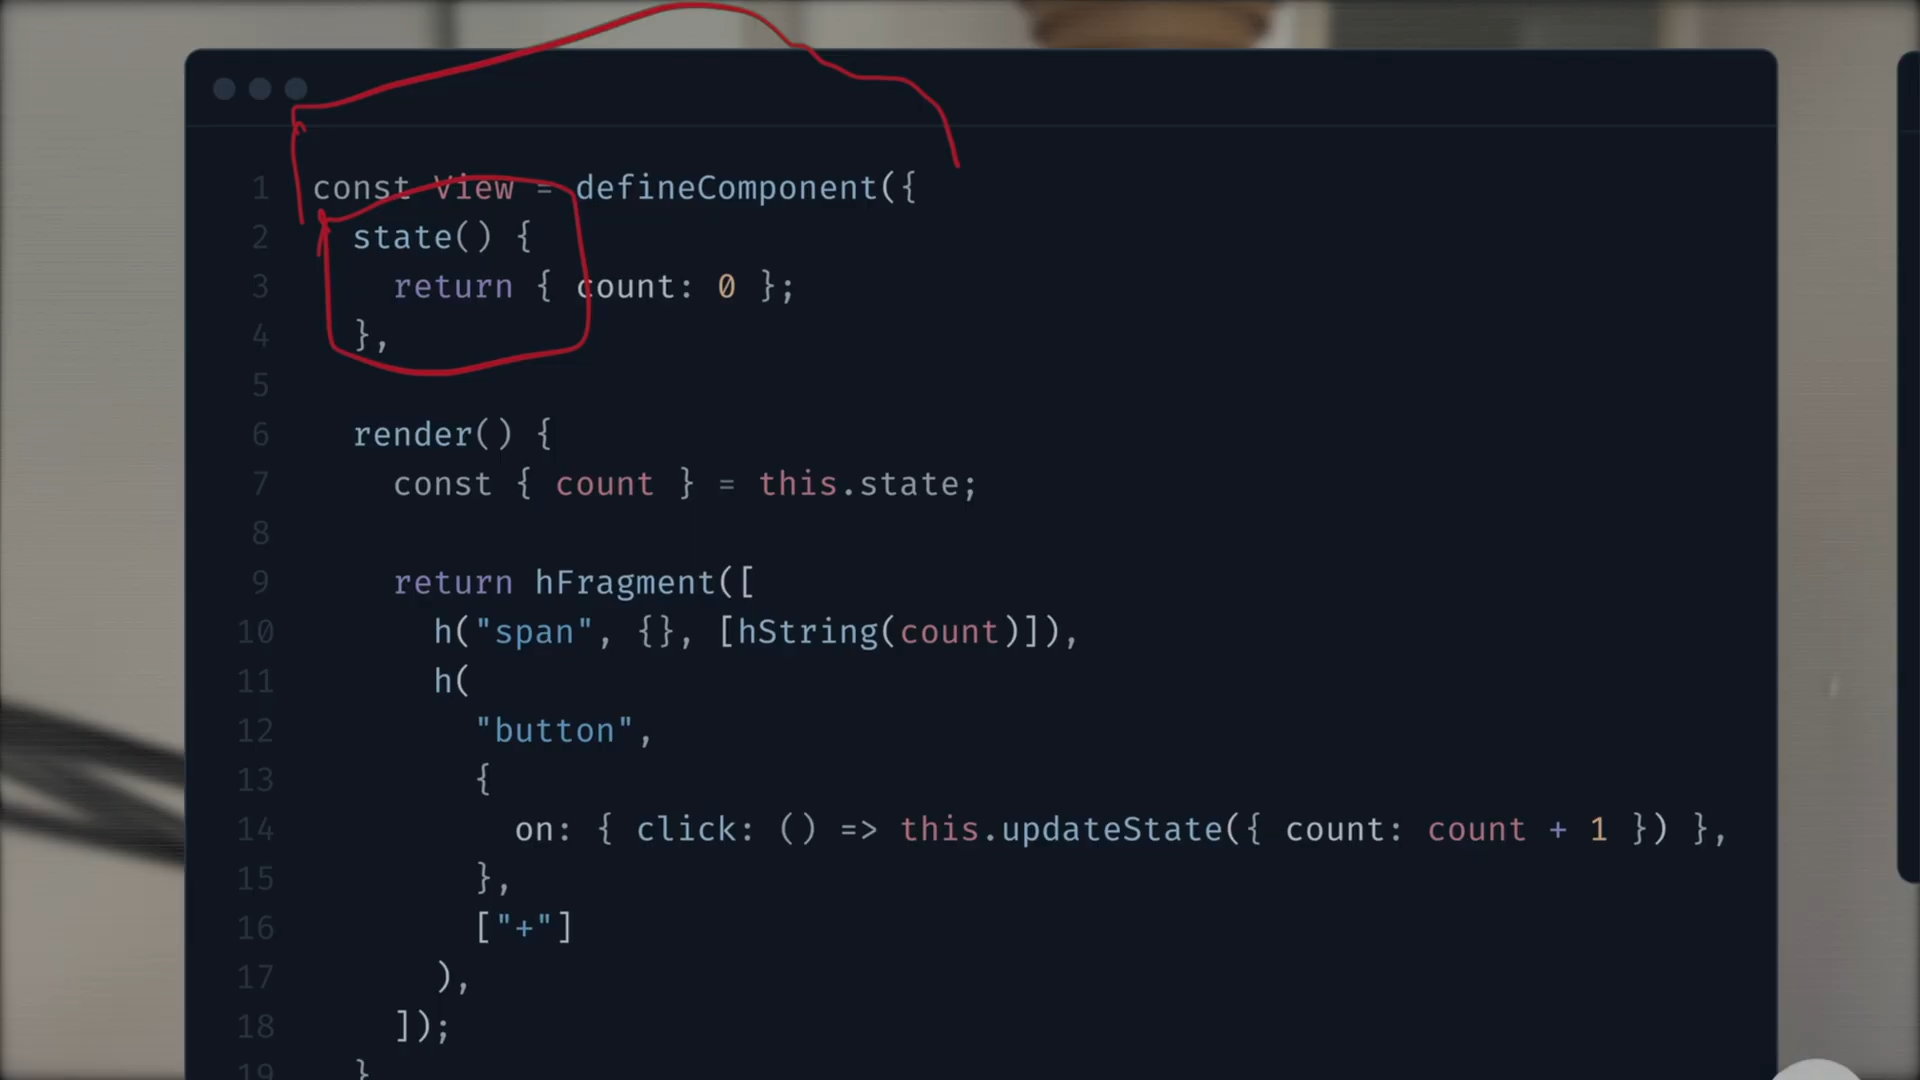 1 const View = defineComponent({
2 state() {
3 return { count: 0 };
4 },
5
6 render() {
7 const { count } = this.state;
8
9 return hFragment([
10 h("span", {}, [hString(count)]),
11 h(
12 "button",
13 {
14 on: { click: () => this.updateState({ count: count + 1 }) },
15 },
16 ["+"]
17 ),
18 ]);
19 }